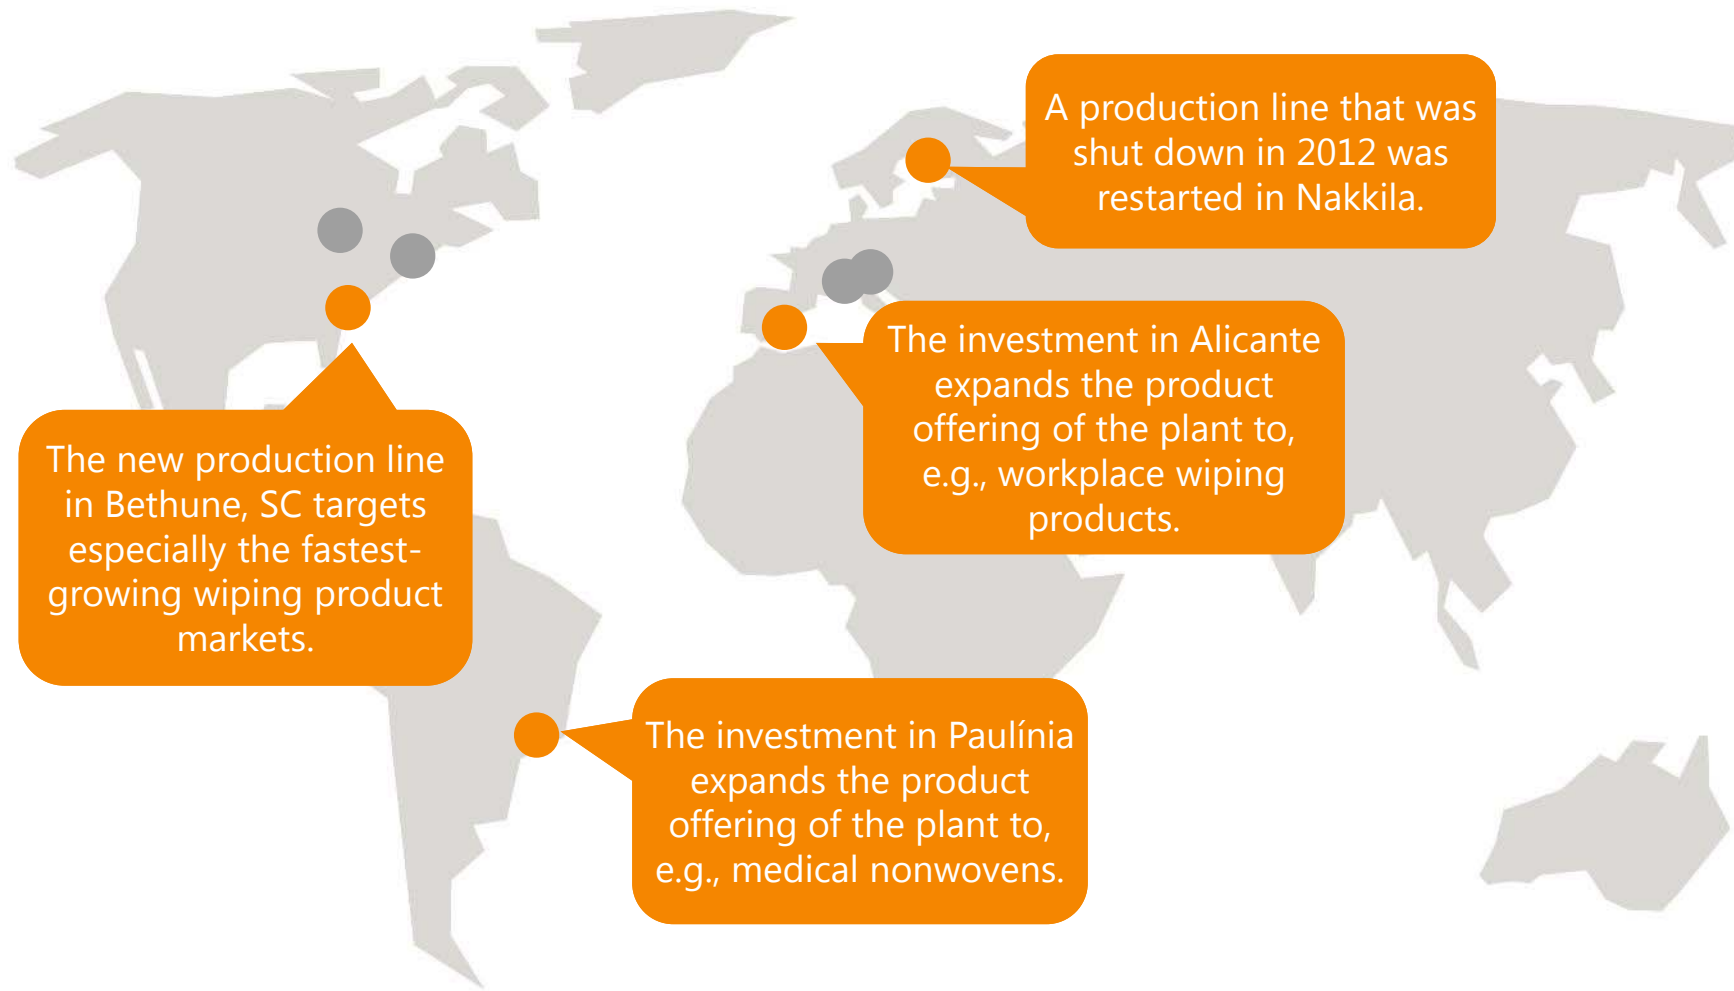 A production line that was
shut down in 2012 was
restarted in Nakkila.
The investment in Alicante
expands the product
offering of the plant to,
e.g., workplace wiping
products.
The new production line
in Bethune, SC targets
especially the fastest-
growing wiping product
markets.
The investment in Paulínia
expands the product
offering of the plant to,
e.g., medical nonwovens.